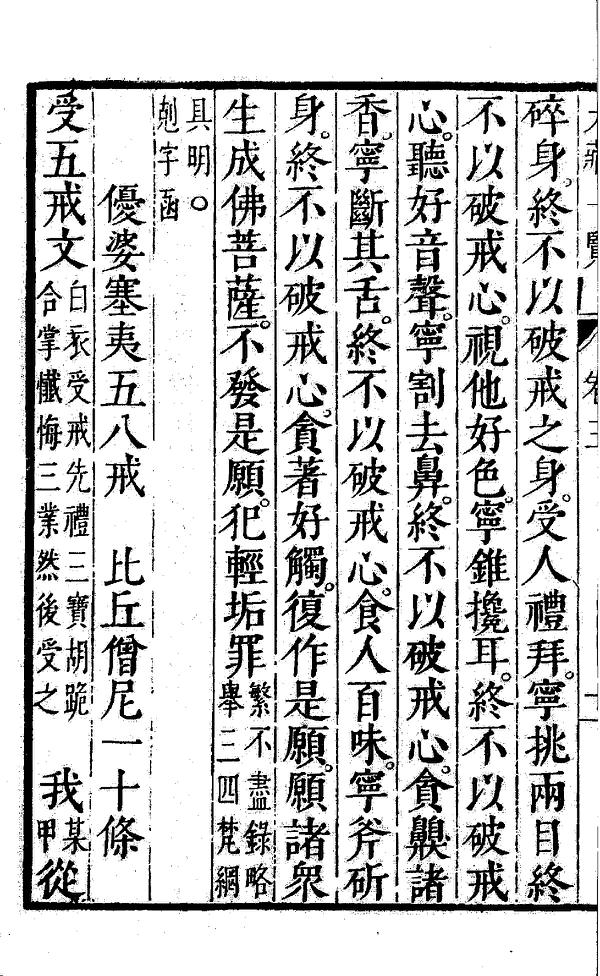 碎身。終不以破戒之身。受人禮拜。寧挑兩目終
不以破戒心。視他好色。寧錐攙耳。終不以破戒
心。聽好音聲。寧割去鼻。終不以破戒心。貪齅諸
香。寧斷其舌。終不以破戒心。食人百味。寧斧斫
身。終不以破戒心。貪著好觸。復作是願。願諸衆
生成佛菩薩。不發是願。犯輕垢罪繁不盡錄略舉三四梵網
具明。○
剋字函
優婆塞夷五八戒　比丘僧尼一十條
受五戒文白衣受戒先禮三寶胡跪合掌懺悔三業然後受之　我某甲從